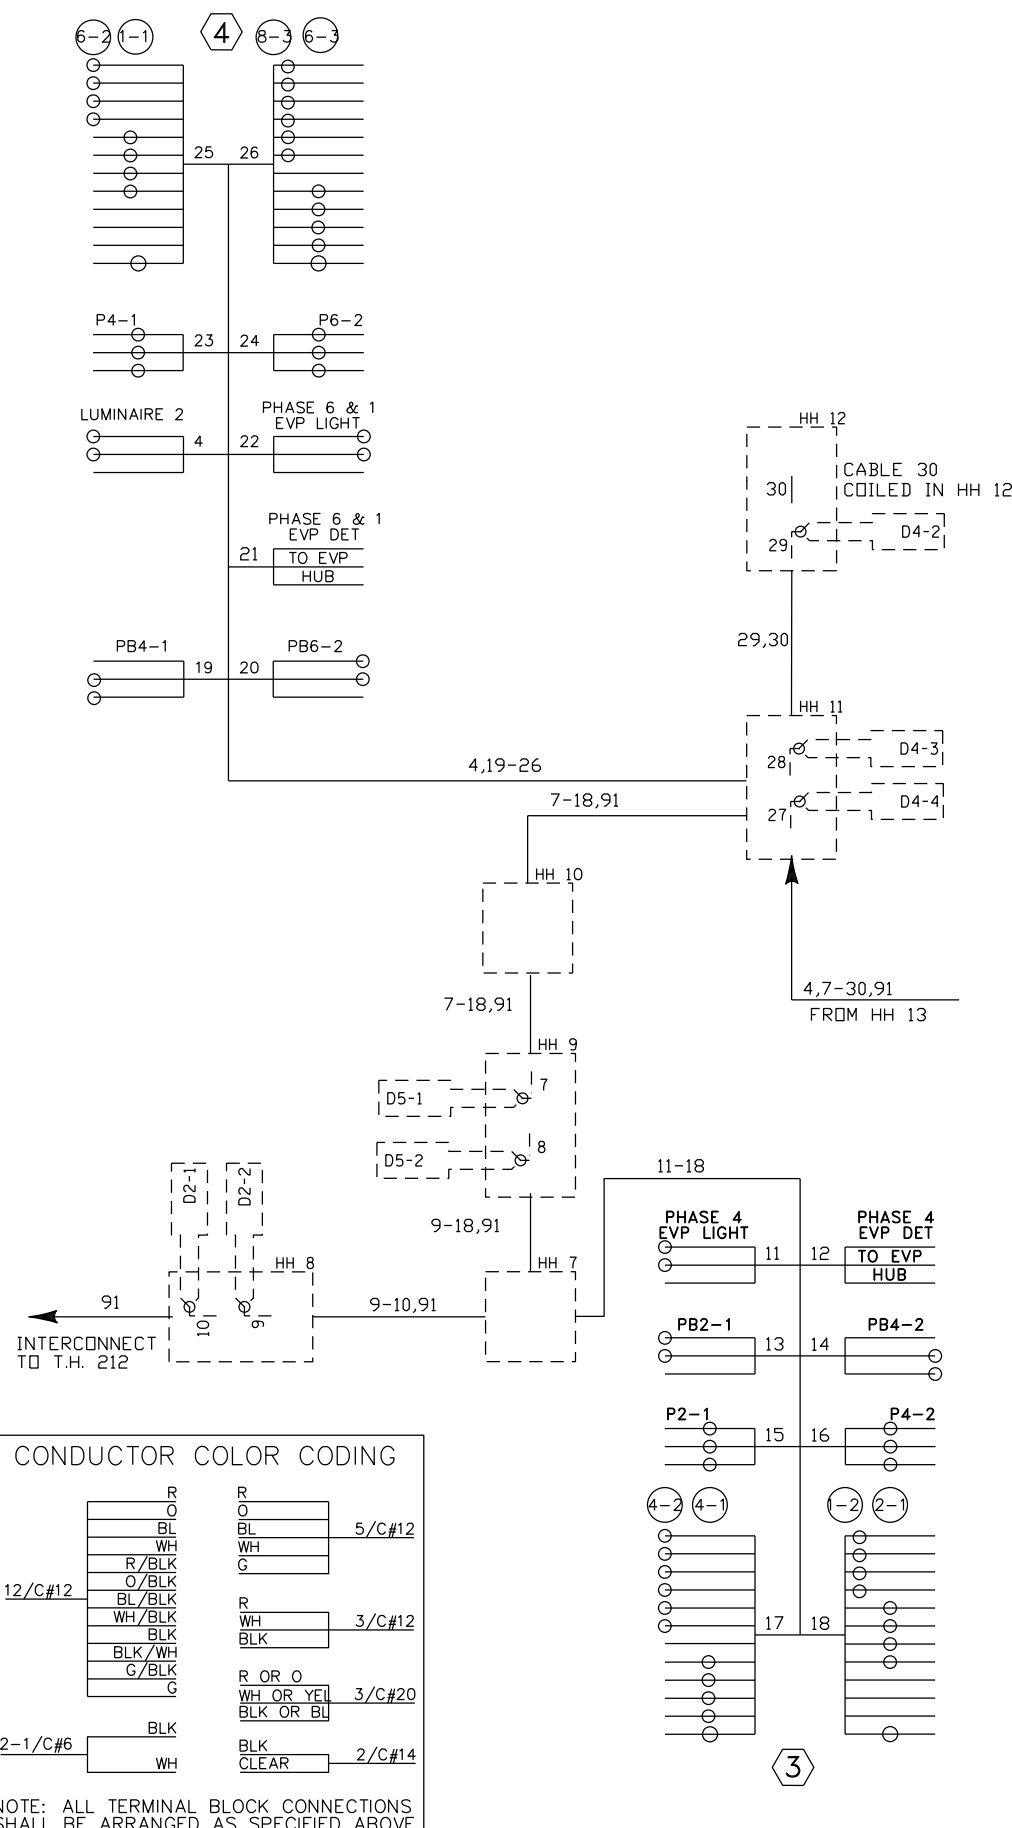 6-2 1-1 4 8-3 6-3
25 26
P4-1 P6-2
23 24
LUMINAIRE 2
4 22
PHASE 6 & 1
EVP LIGHT
PHASE 6 & 1
EVP DET
21 TO EVP
HUB
PB4-1 PB6-2
19 20
HH 12
30
CABLE 30
COILED IN HH 12
29 D4-2
29,30
HH 11
28 D4-3
27 D4-4
4,19-26
7-18,91
HH 10
4,7-30,91
FROM HH 13
7-18,91
HH 9
D5-1 7
D5-2 8
9-18,91
HH 7
D2-1 D2-2
HH 8
10 9
91
INTERCONNECT
TO T.H. 212
9-10,91
11-18
PHASE 4
EVP LIGHT
PHASE 4
EVP DET
11 12 TO EVP
HUB
PB2-1 PB4-2
13 14
P2-1 P4-2
15 16
4-2 4-1 1-2 2-1
17 18
3
CONDUCTOR COLOR CODING
R
O
BL
WH
R/BLK
O/BLK
BL/BLK
WH/BLK
BLK
BLK/WH
G/BLK
G
12/C#12
R
O
BL
WH
G
5/C#12
R
WH
BLK
3/C#12
R OR O
WH OR YEL
BLK OR BL
3/C#20
BLK
WH
2-1/C#6
BLK
CLEAR
2/C#14
NOTE: ALL TERMINAL BLOCK CONNECTIONS
SHALL BE ARRANGED AS SPECIFIED ABOVE